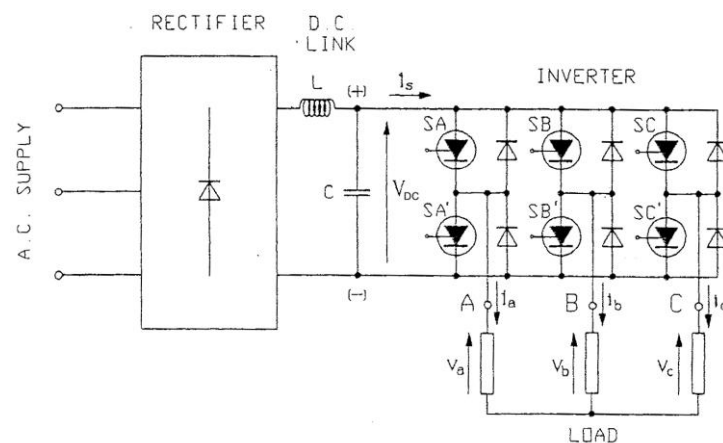 RECTIFIER
D.C.
LINK
L
(+)
is
INVERTER
SA
SB
SC
A.C. SUPPLY
C
VDC
SA'
SB'
SC'
(-)
A
ia
B
ib
C
Va
Vb
Vc
LOAD